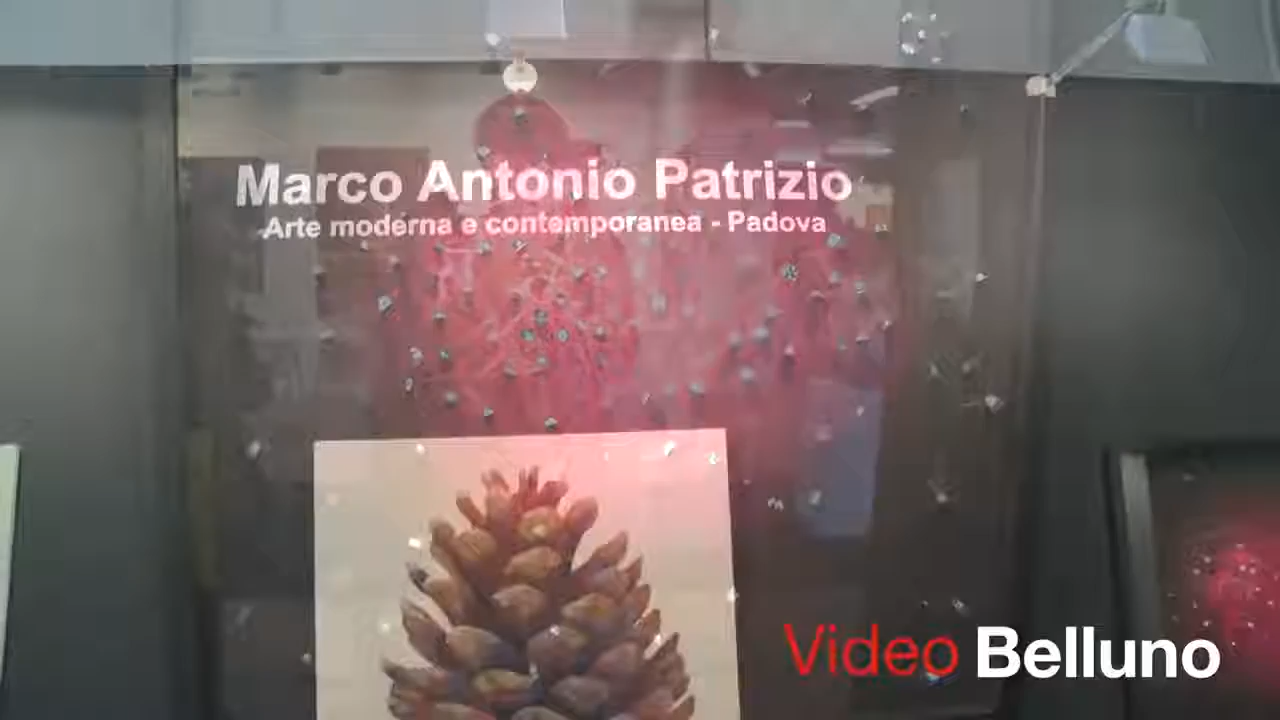 Marco Antonio Patrizio
Arte moderna e contemporanea - Padova
Video Belluno